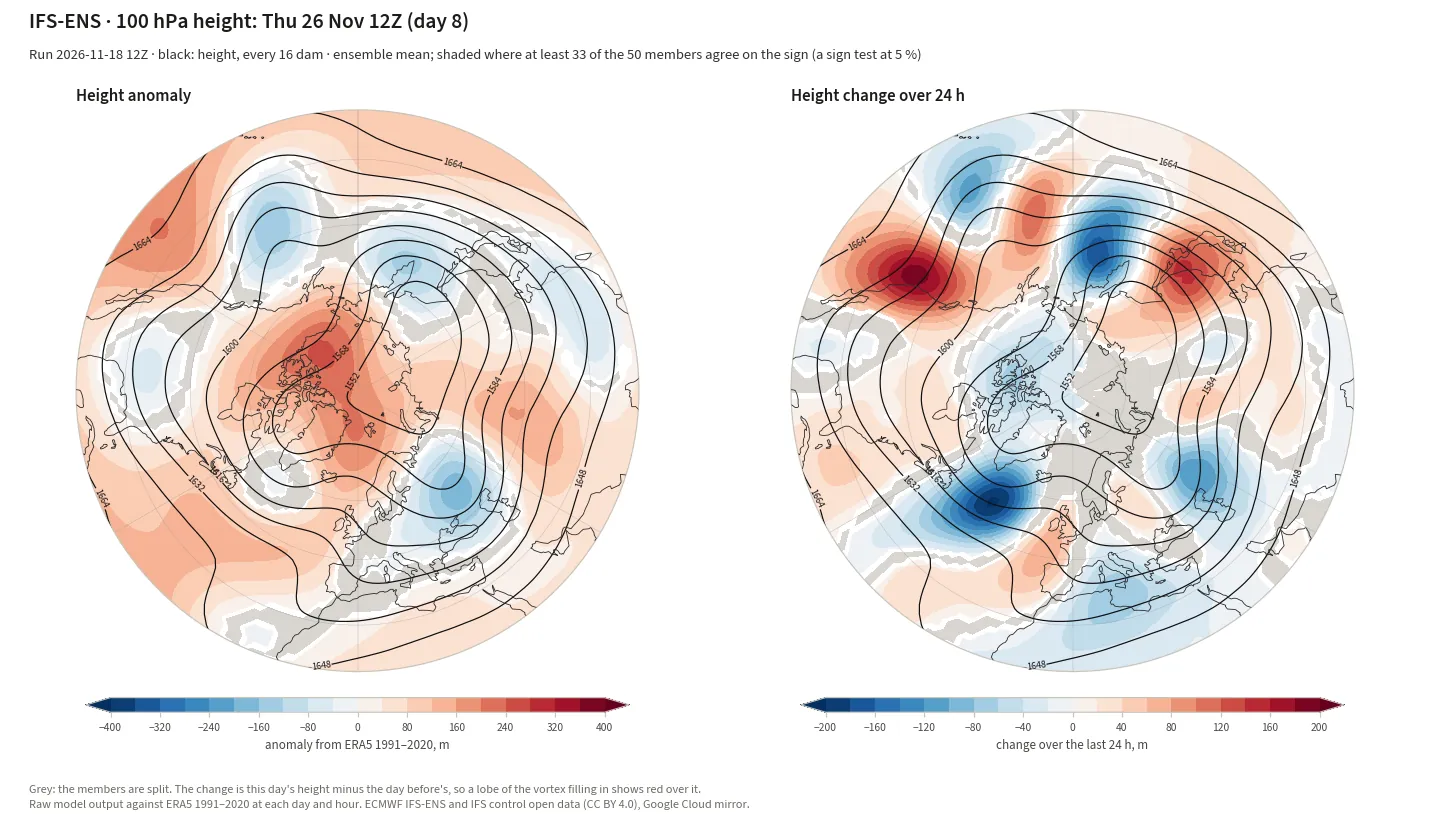 IFS-ENS · 100 hPa height: Thu 26 Nov 12Z (day 8)
Run 2026-11-18 12Z · black: height, every 16 dam · ensemble mean; shaded where at least 33 of the 50 members agree on the sign (a sign test at 5 %)
Height anomaly
Height change over 24 h
1664
1664
1600
1568
1552
1584
1632
1648
1664
1648
1664
1664
1600
1568
1552
1584
1632
1648
1664
1648
−400 −320 −240 −160 −80 0 80 160 240 320 400
anomaly from ERA5 1991–2020, m
−200 −160 −120 −80 −40 0 40 80 120 160 200
change over the last 24 h, m
Grey: the members are split. The change is this day's height minus the day before's, so a lobe of the vortex filling in shows red over it.
Raw model output against ERA5 1991–2020 at each day and hour. ECMWF IFS-ENS and IFS control open data (CC BY 4.0), Google Cloud mirror.